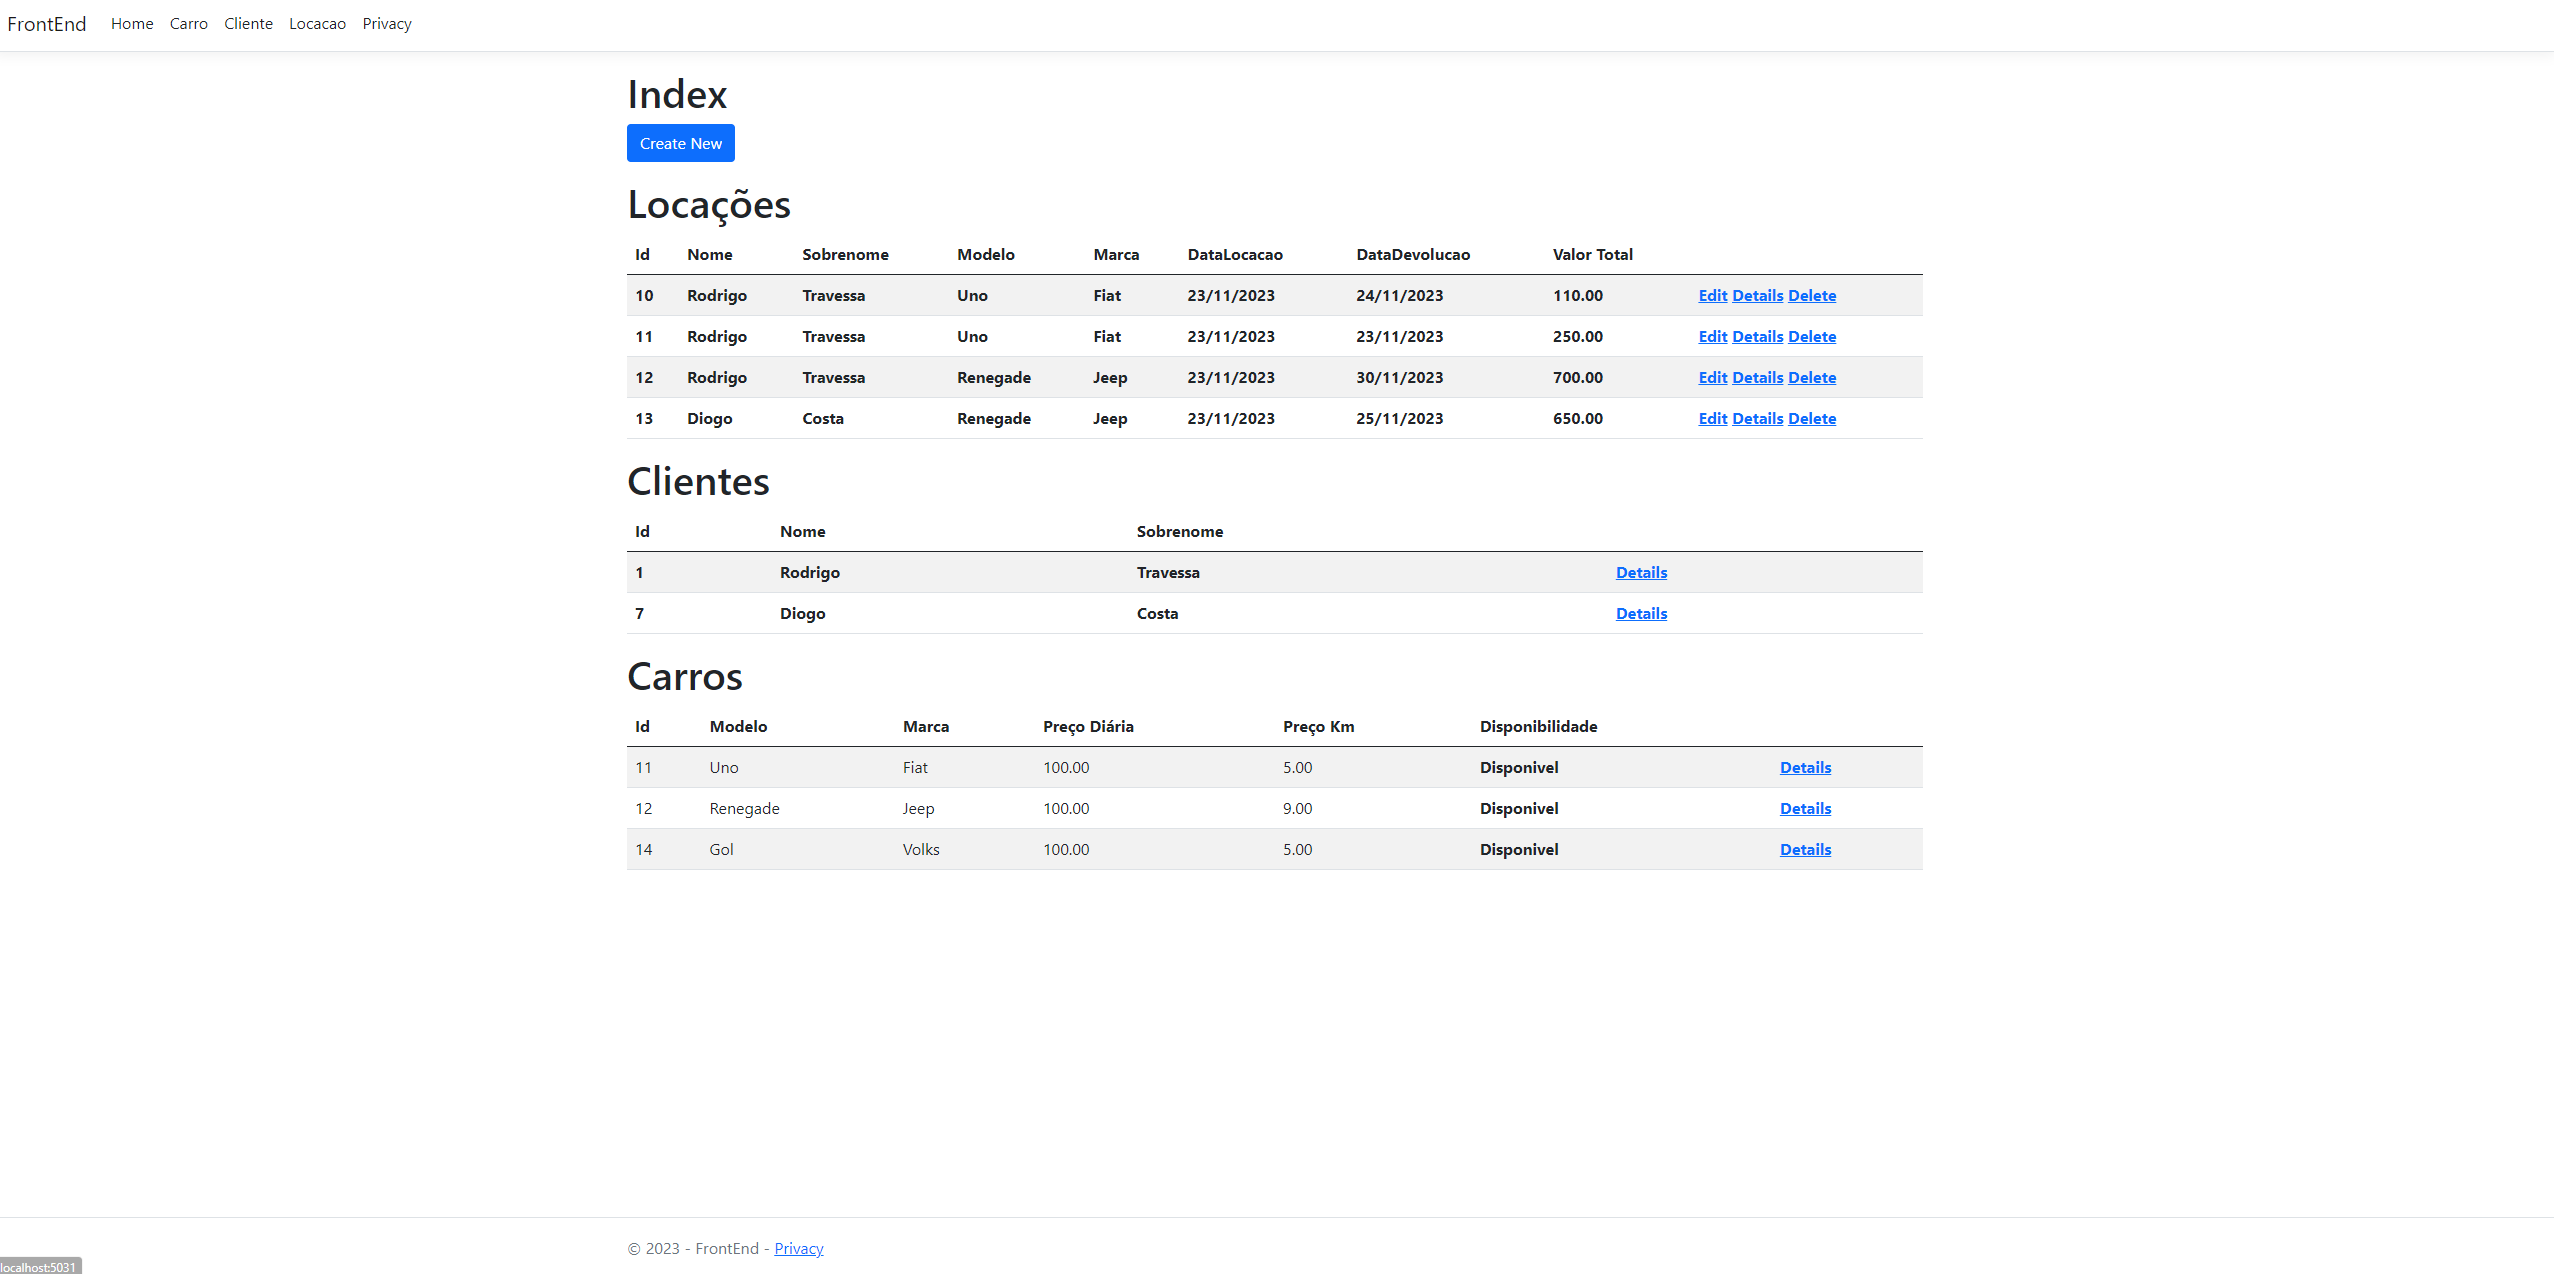 FrontEnd Home Carro Cliente Locacao Privacy
Index
Create New
Locações
Id Nome Sobrenome Modelo Marca DataLocacao DataDevolucao Valor Total
10 Rodrigo Travessa Uno Fiat 23/11/2023 24/11/2023 110.00 Edit Details Delete
11 Rodrigo Travessa Uno Fiat 23/11/2023 23/11/2023 250.00 Edit Details Delete
12 Rodrigo Travessa Renegade Jeep 23/11/2023 30/11/2023 700.00 Edit Details Delete
13 Diogo Costa Renegade Jeep 23/11/2023 25/11/2023 650.00 Edit Details Delete
Clientes
Id Nome Sobrenome
1 Rodrigo Travessa Details
7 Diogo Costa Details
Carros
Id Modelo Marca Preço Diária Preço Km Disponibilidade
11 Uno Fiat 100.00 5.00 Disponivel Details
12 Renegade Jeep 100.00 9.00 Disponivel Details
14 Gol Volks 100.00 5.00 Disponivel Details
© 2023 - FrontEnd - Privacy
localhost:5031